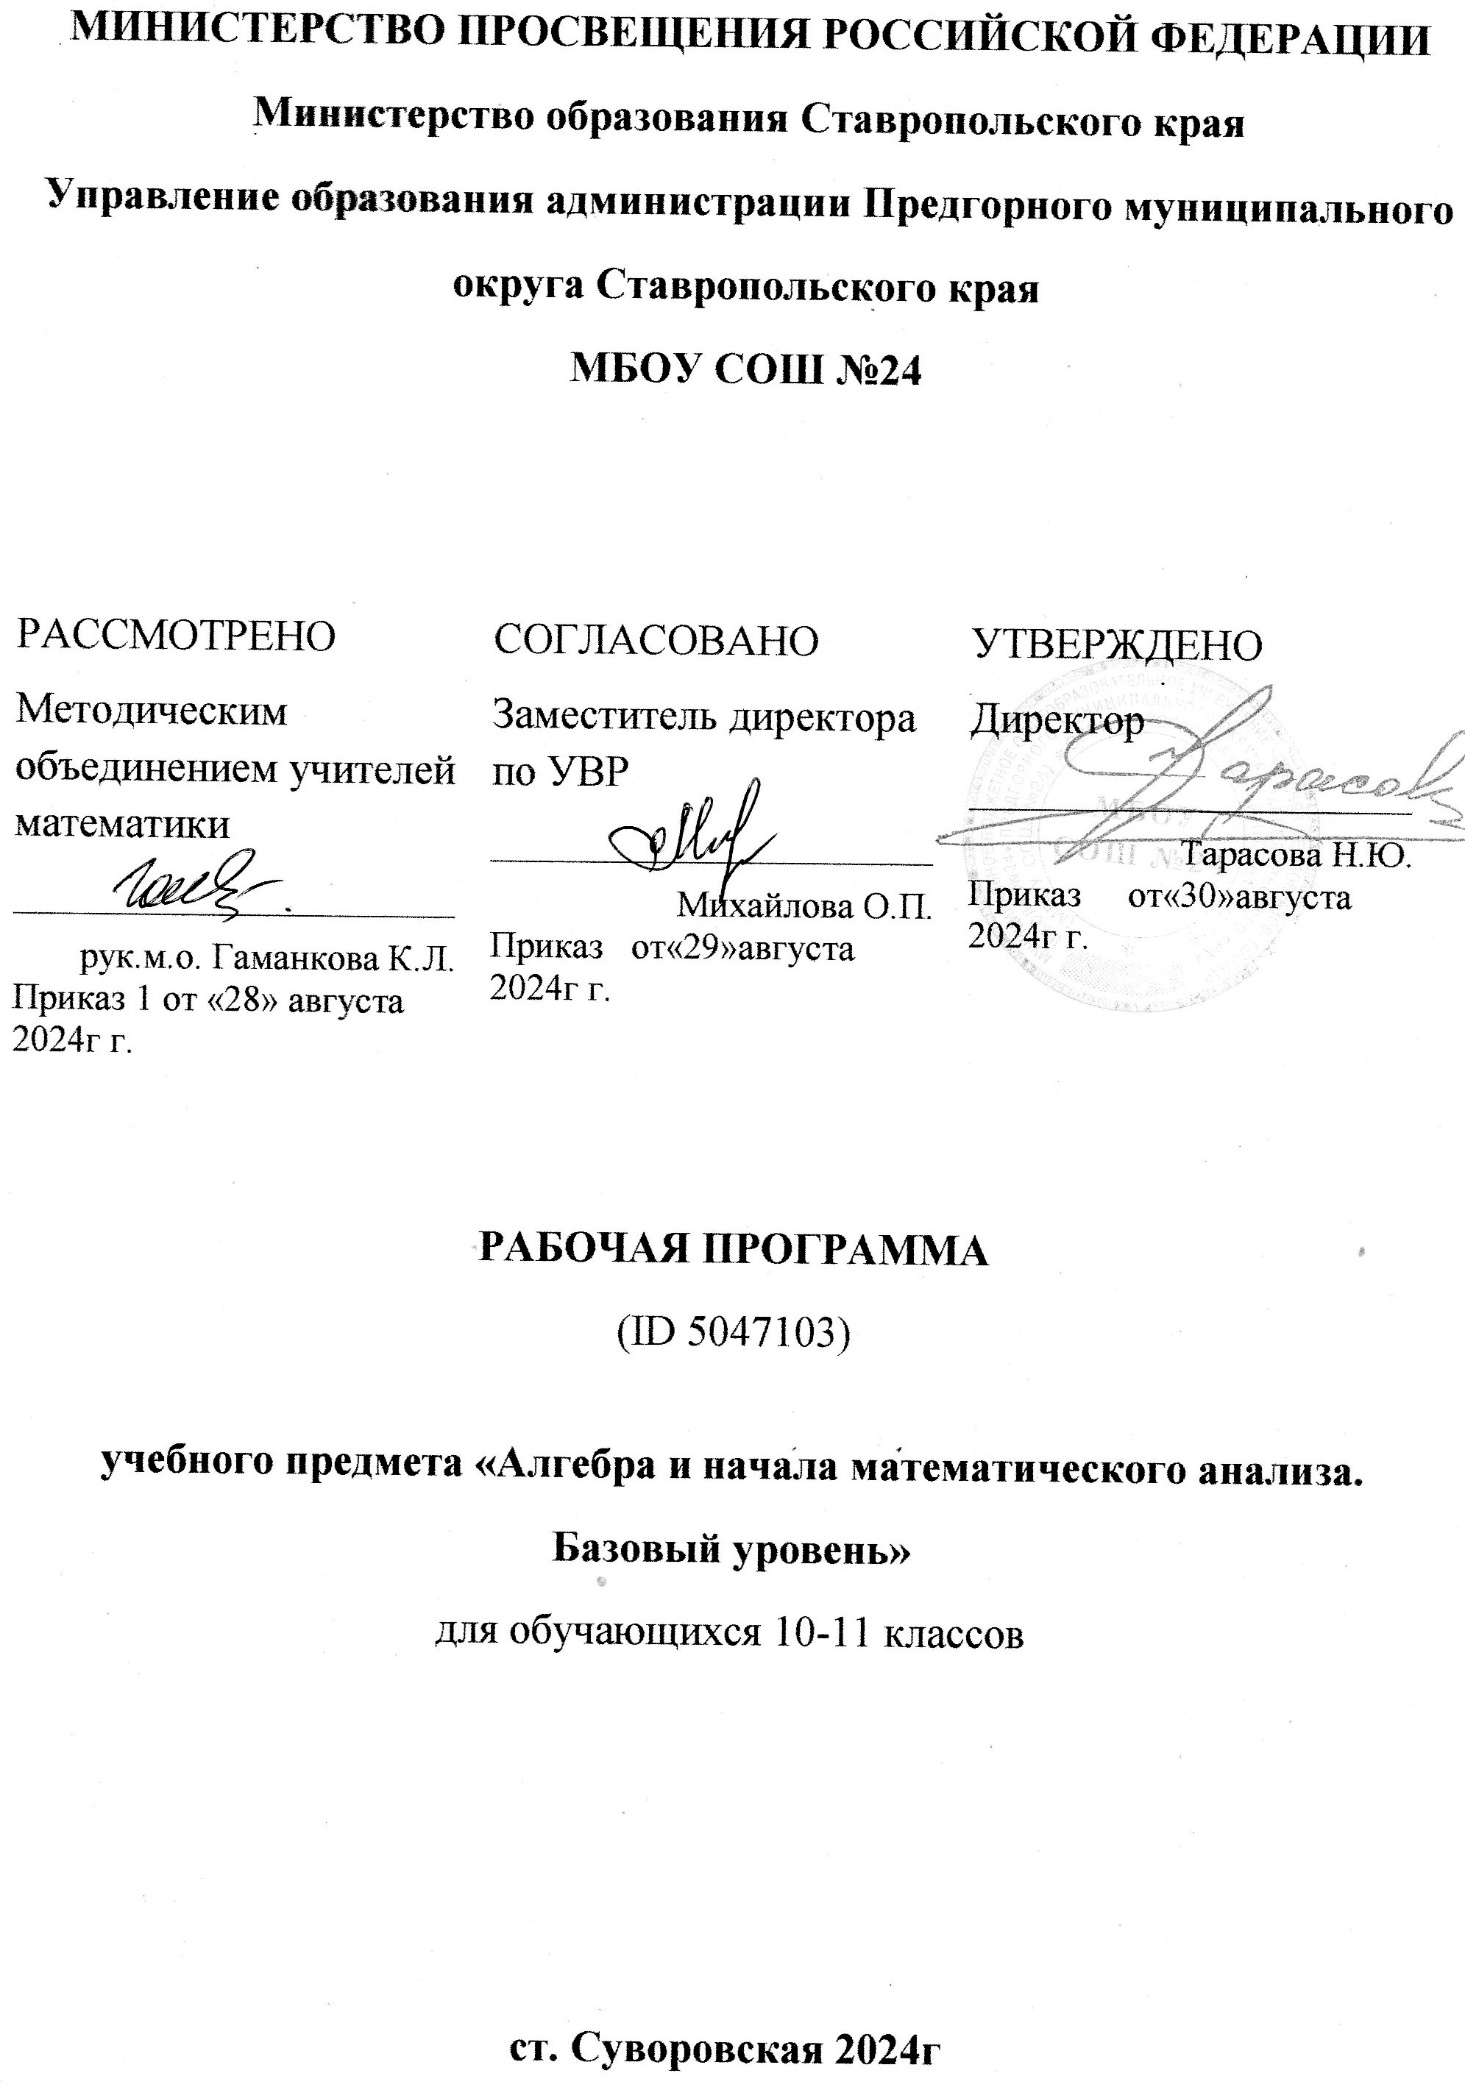 МИНИСТЕРСТВО ПРОСВЕЩЕНИЯ РОССИЙСКОЙ ФЕДЕРАЦИИ
Министерство образования Ставропольского края
Управление образования администрации Предгорного муниципального
округа Ставропольского края
МБОУ СОШ №24
РАССМОТРЕНО
Методическим
объединением учителей
математики
рук.м.о. Гаманкова К.Л.
Приказ 1 от «28» августа
2024г г.
СОГЛАСОВАНО
Заместитель директора
по УВР
Михайлова О.П.
Приказ от«29»августа
2024г г.
УТВЕРЖДЕНО
Директор
Тарасова Н.Ю.
Приказ от«30»августа
2024г г.
МБОУ
СОШ №
РАБОЧАЯ ПРОГРАММА
(ID 5047103)
учебного предмета «Алгебра и начала математического анализа.
Базовый уровень»
для обучающихся 10-11 классов
ст. Суворовская 2024г